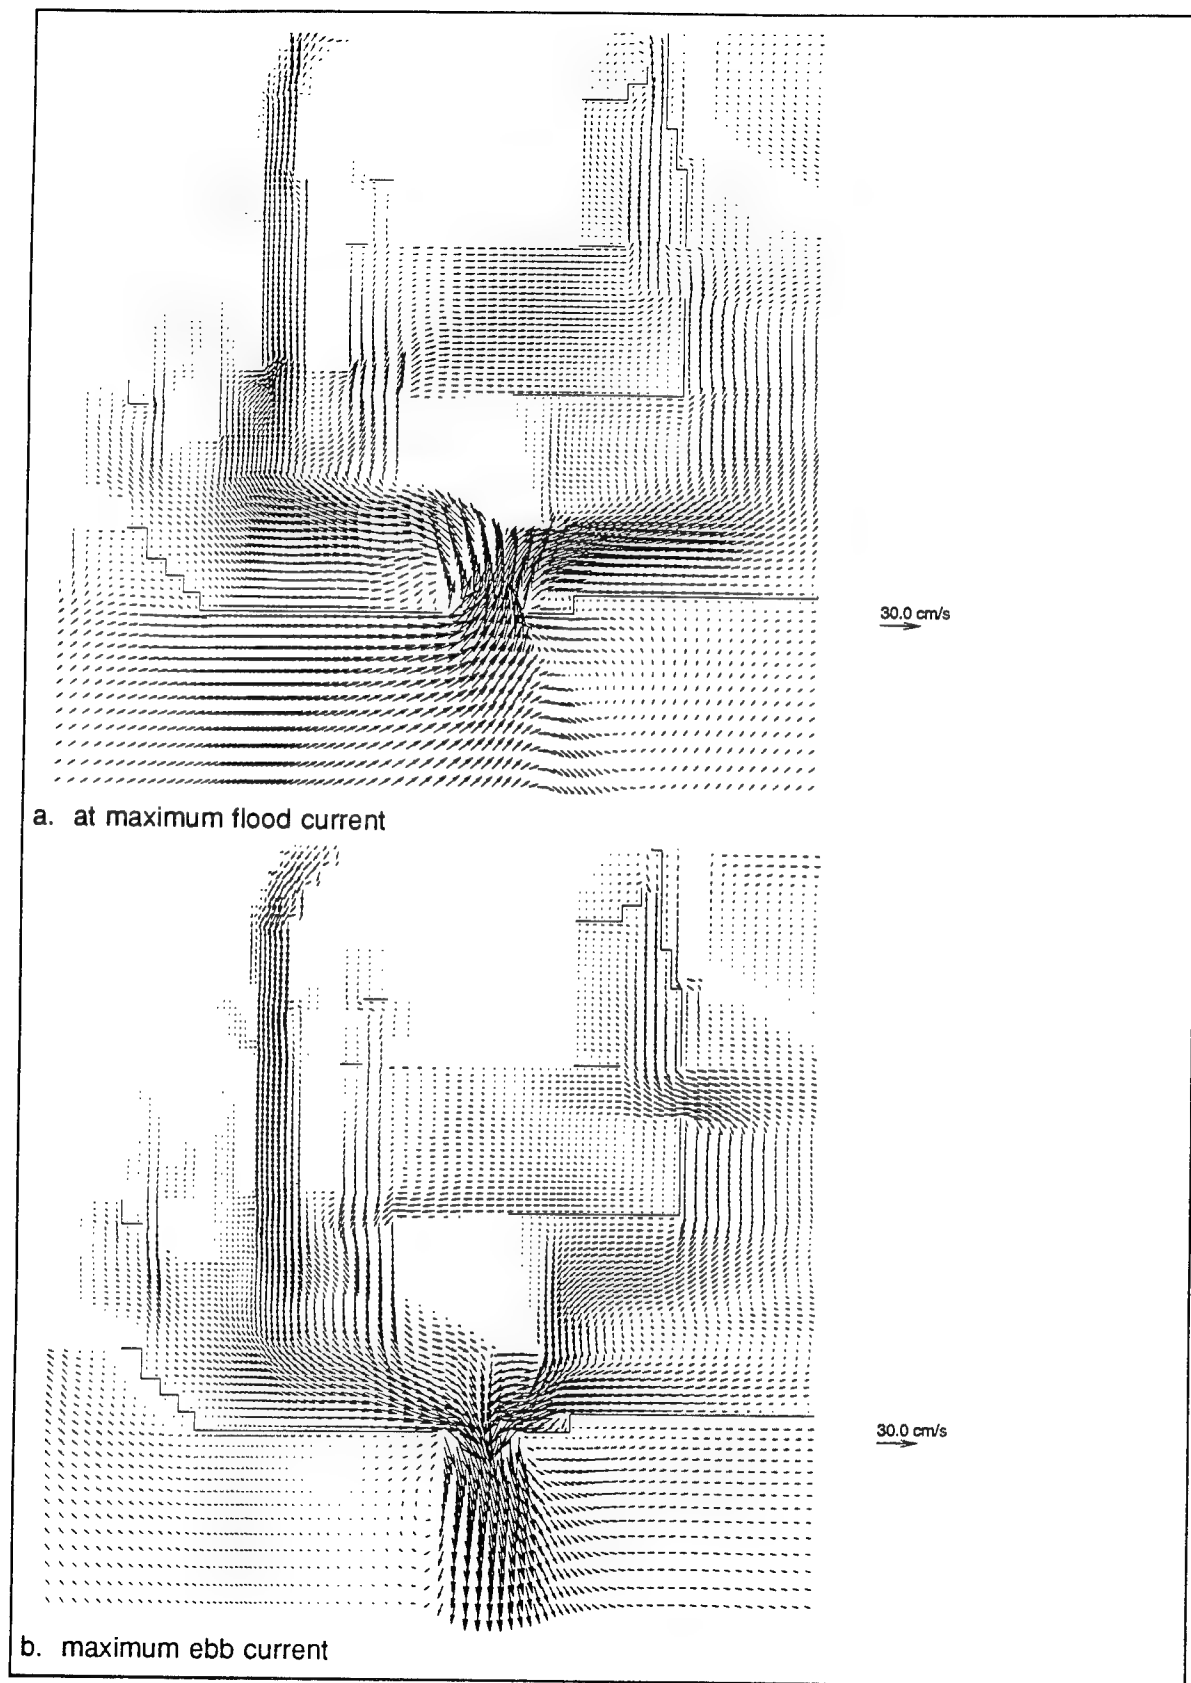 30.0 cm/s
a. at maximum flood current
30.0 cm/s
b. maximum ebb current